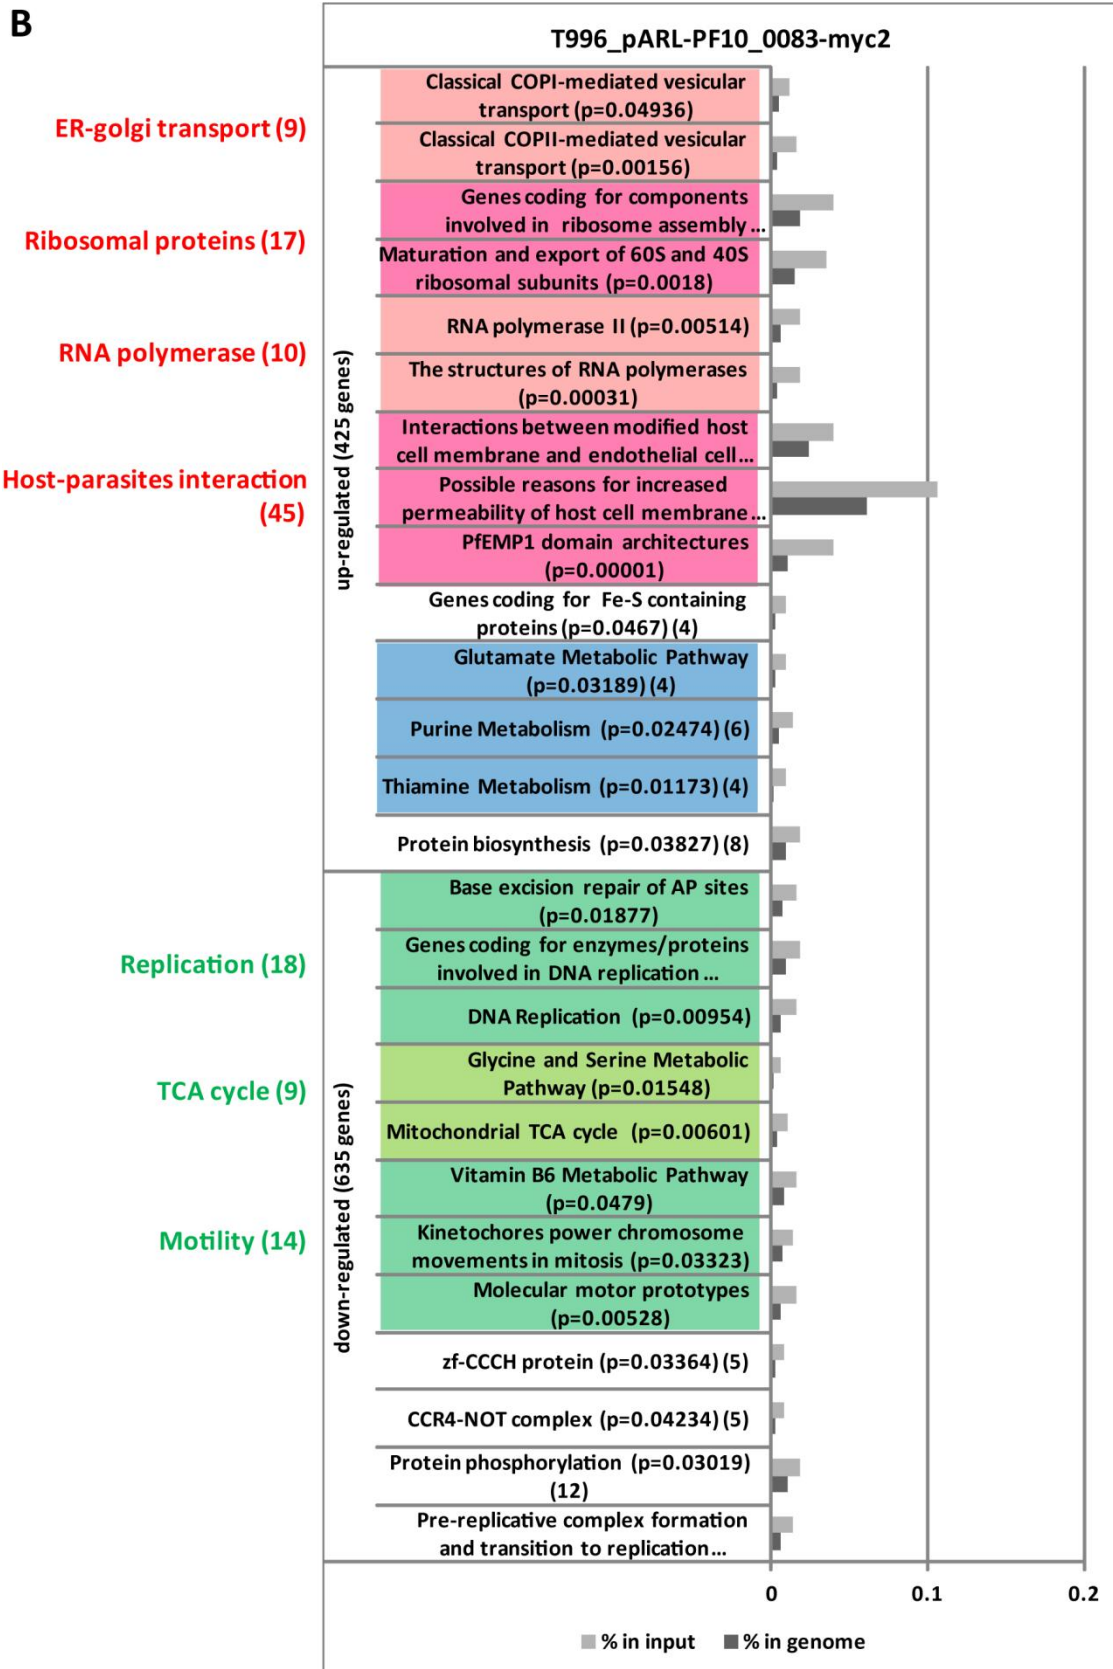 B
T996_pARL-PF10_0083-myc2
ER-golgi transport (9)
Ribosomal proteins (17)
RNA polymerase (10)
Host-parasites interaction
(45)
Replication (18)
TCA cycle (9)
Motility (14)
up-regulated (425 genes)
down-regulated (635 genes)
Classical COPI-mediated vesicular
transport (p=0.04936)
Classical COPII-mediated vesicular
transport (p=0.00156)
Genes coding for components
involved in ribosome assembly ...
Maturation and export of 60S and 40S
ribosomal subunits (p=0.0018)
RNA polymerase II (p=0.00514)
The structures of RNA polymerases
(p=0.00031)
Interactions between modified host
cell membrane and endothelial cell...
Possible reasons for increased
permeability of host cell membrane ...
PfEMP1 domain architectures
(p=0.00001)
Genes coding for Fe-S containing
proteins (p=0.0467) (4)
Glutamate Metabolic Pathway
(p=0.03189) (4)
Purine Metabolism (p=0.02474) (6)
Thiamine Metabolism (p=0.01173) (4)
Protein biosynthesis (p=0.03827) (8)
Base excision repair of AP sites
(p=0.01877)
Genes coding for enzymes/proteins
involved in DNA replication ...
DNA Replication (p=0.00954)
Glycine and Serine Metabolic
Pathway (p=0.01548)
Mitochondrial TCA cycle (p=0.00601)
Vitamin B6 Metabolic Pathway
(p=0.0479)
Kinetochores power chromosome
movements in mitosis (p=0.03323)
Molecular motor prototypes
(p=0.00528)
zf-CCCH protein (p=0.03364) (5)
CCR4-NOT complex (p=0.04234) (5)
Protein phosphorylation (p=0.03019)
(12)
Pre-replicative complex formation
and transition to replication...
0 0.1 0.2
% in input % in genome